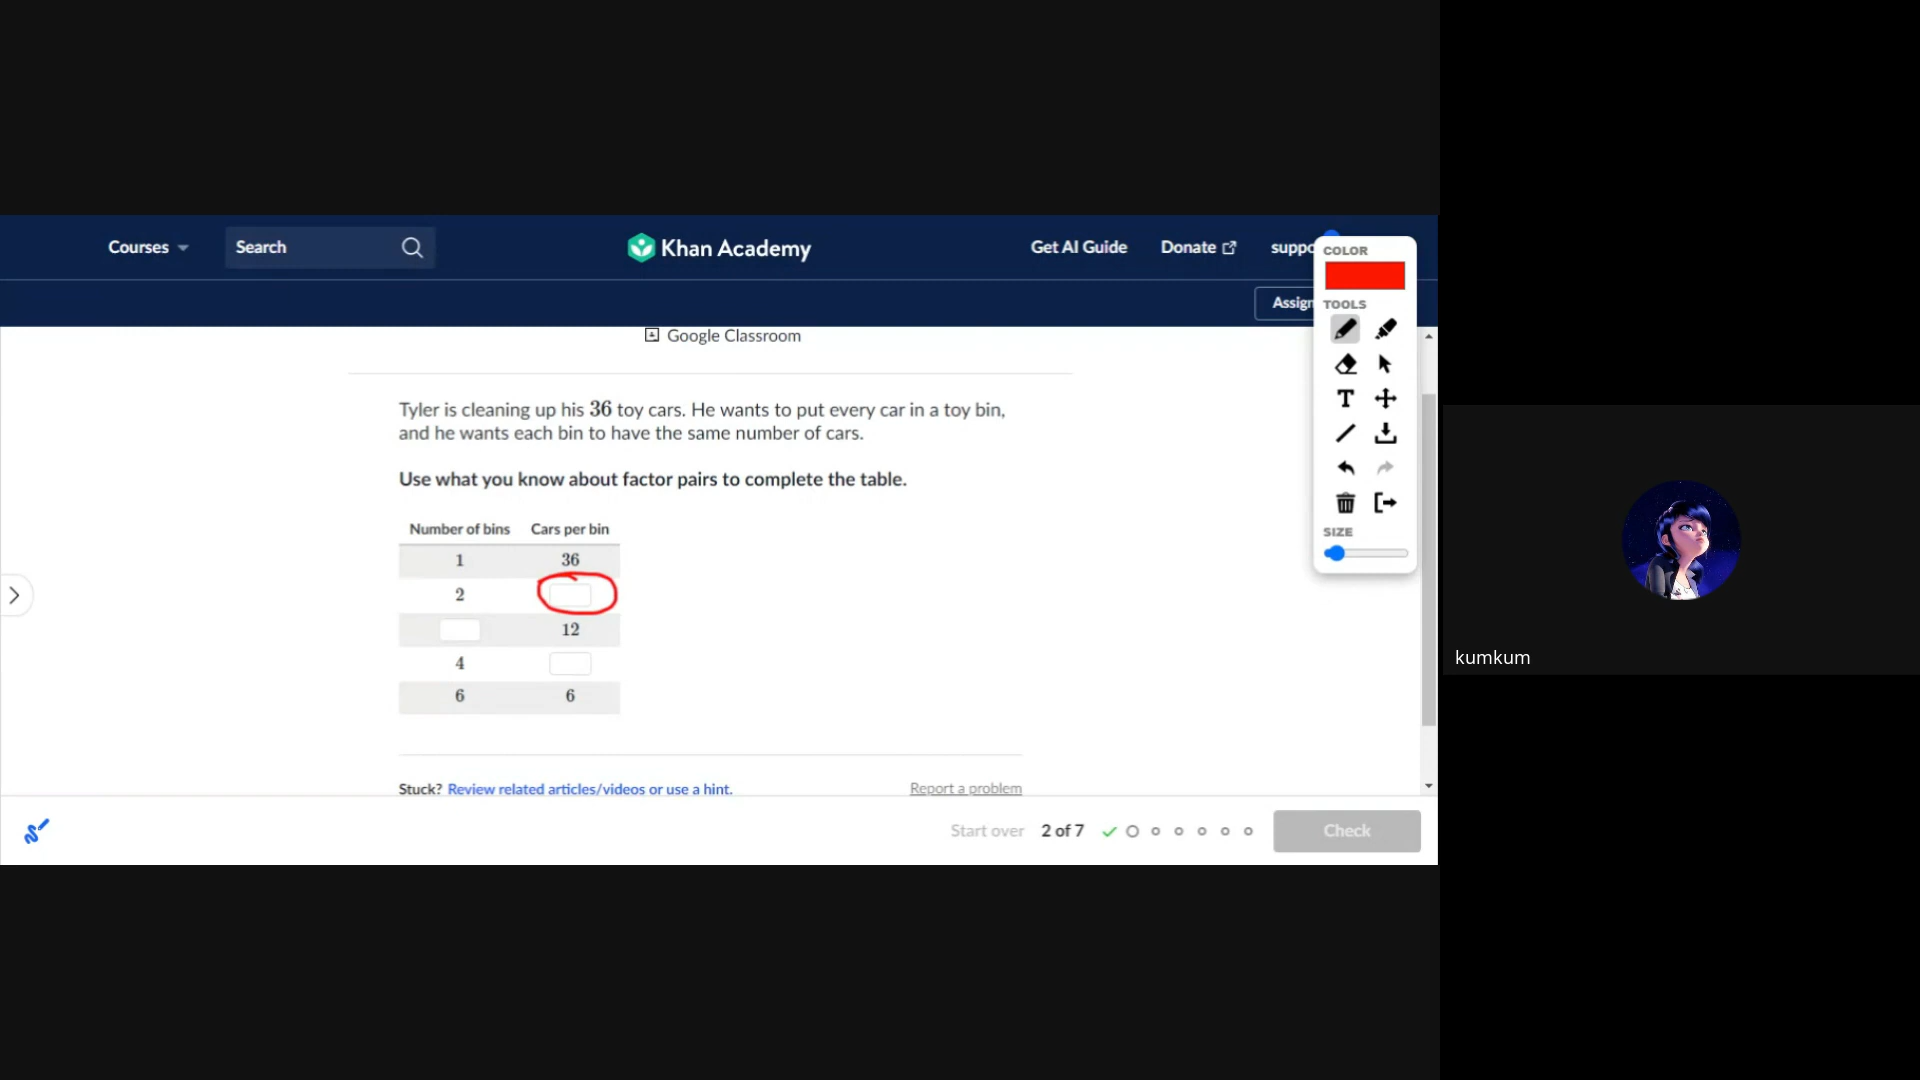 Courses
Search
Khan Academy
Get AI Guide
Donate
suppo
Assign
COLOR
TOOLS
SIZE
Google Classroom
Tyler is cleaning up his 36 toy cars. He wants to put every car in a toy bin,
and he wants each bin to have the same number of cars.
Use what you know about factor pairs to complete the table.
Number of bins Cars per bin
1 36
2
12
4
6 6
Stuck? Review related articles/videos or use a hint.
Report a problem
Start over 2 of 7
Check
kumkum